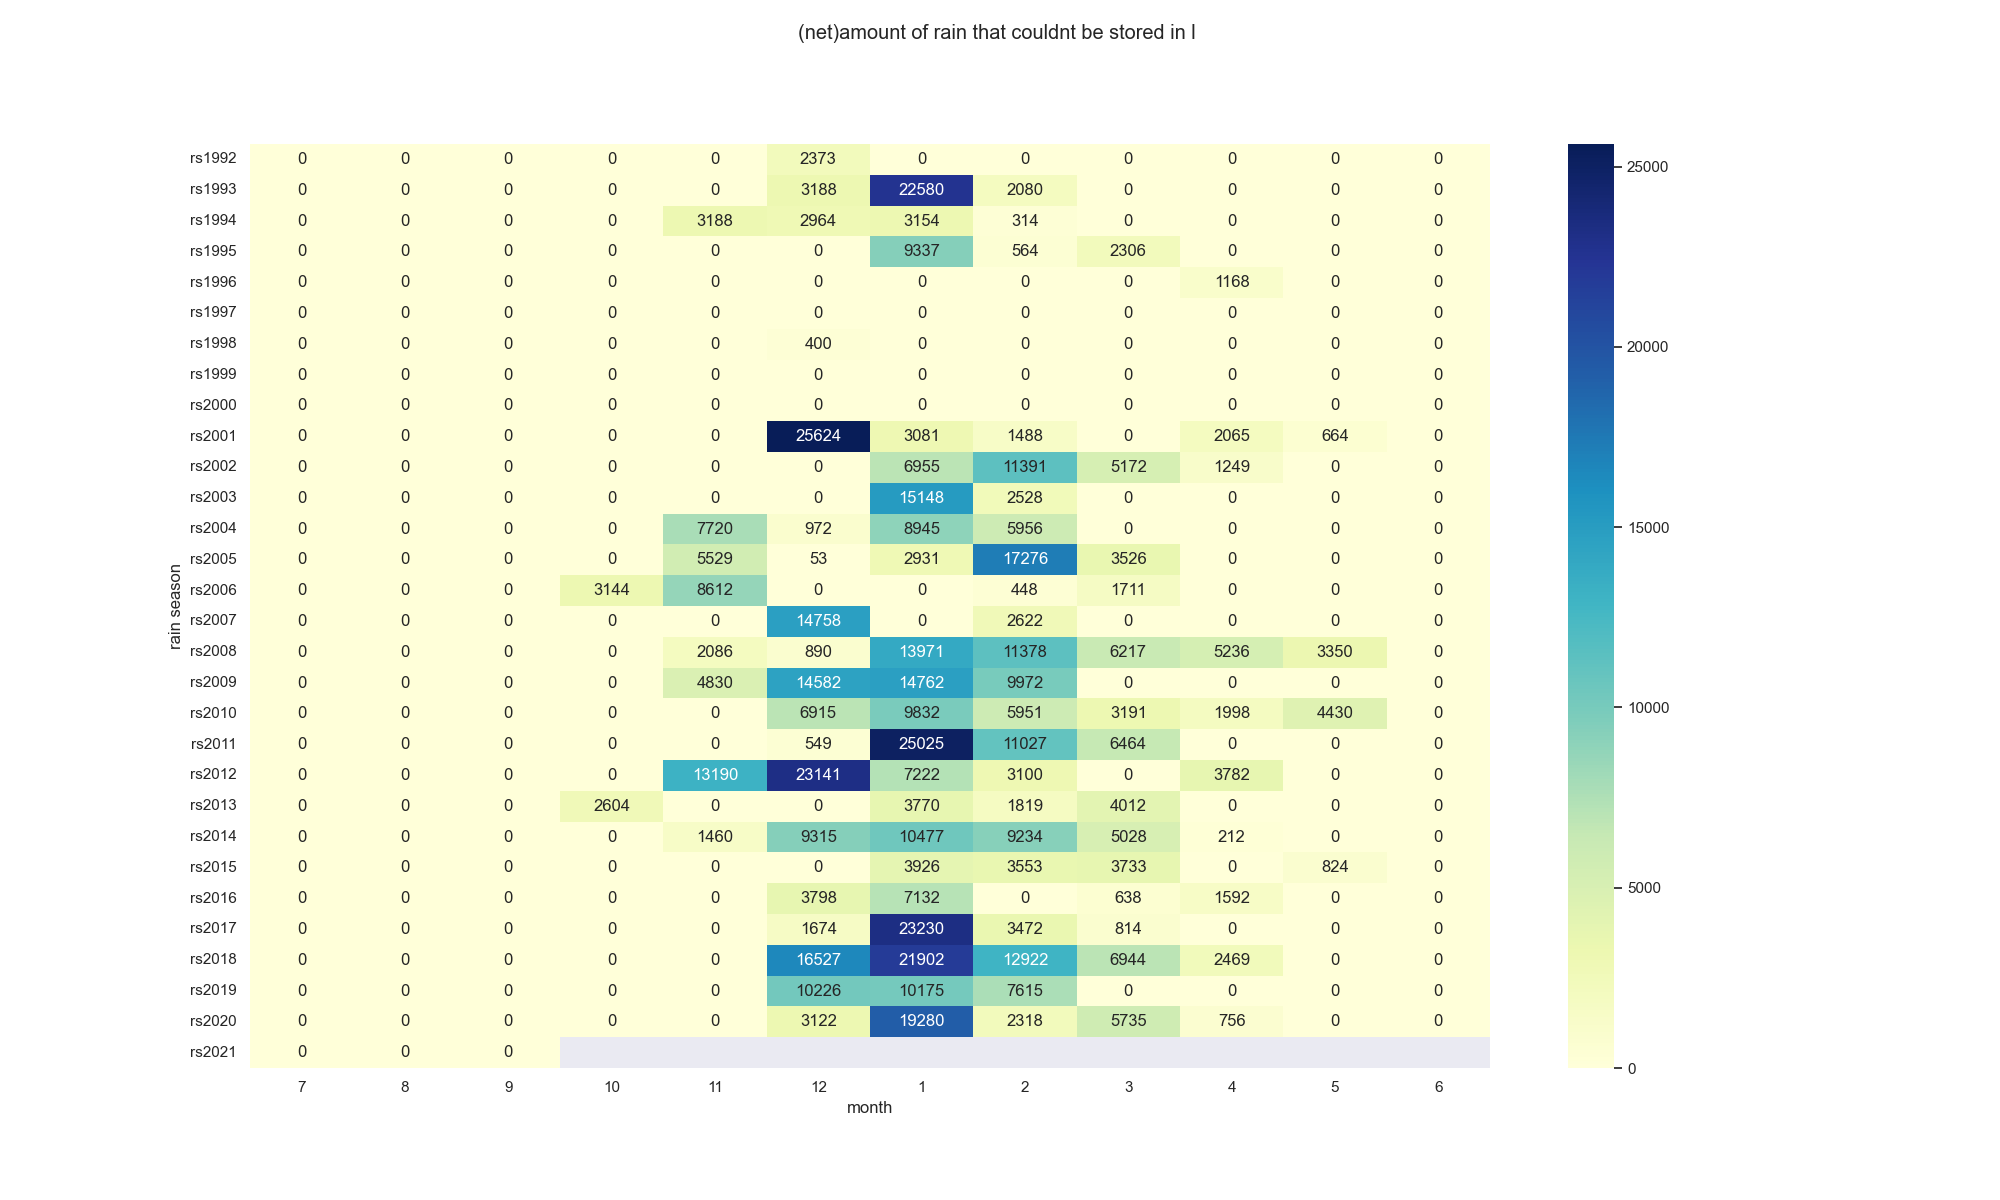 (net)amount of rain that couldnt be stored in l
rs1992 0 0 0 0 0 2373 0 0 0 0 0 0
rs1993 0 0 0 0 0 3188 22580 2080 0 0 0 0
rs1994 0 0 0 0 3188 2964 3154 314 0 0 0 0
rs1995 0 0 0 0 0 0 9337 564 2306 0 0 0
rs1996 0 0 0 0 0 0 0 0 0 1168 0 0
rs1997 0 0 0 0 0 0 0 0 0 0 0 0
rs1998 0 0 0 0 0 400 0 0 0 0 0 0
rs1999 0 0 0 0 0 0 0 0 0 0 0 0
rs2000 0 0 0 0 0 0 0 0 0 0 0 0
rs2001 0 0 0 0 0 25624 3081 1488 0 2065 664 0
rs2002 0 0 0 0 0 0 6955 11391 5172 1249 0 0
rs2003 0 0 0 0 0 0 15148 2528 0 0 0 0
rs2004 0 0 0 0 7720 972 8945 5956 0 0 0 0
rs2005 0 0 0 0 5529 53 2931 17276 3526 0 0 0
rs2006 0 0 0 3144 8612 0 0 448 1711 0 0 0
rs2007 0 0 0 0 0 14758 0 2622 0 0 0 0
rs2008 0 0 0 0 2086 890 13971 11378 6217 5236 3350 0
rs2009 0 0 0 0 4830 14582 14762 9972 0 0 0 0
rs2010 0 0 0 0 0 6915 9832 5951 3191 1998 4430 0
rs2011 0 0 0 0 0 549 25025 11027 6464 0 0 0
rs2012 0 0 0 0 13190 23141 7222 3100 0 3782 0 0
rs2013 0 0 0 2604 0 0 3770 1819 4012 0 0 0
rs2014 0 0 0 0 1460 9315 10477 9234 5028 212 0 0
rs2015 0 0 0 0 0 0 3926 3553 3733 0 824 0
rs2016 0 0 0 0 0 3798 7132 0 638 1592 0 0
rs2017 0 0 0 0 0 1674 23230 3472 814 0 0 0
rs2018 0 0 0 0 0 16527 21902 12922 6944 2469 0 0
rs2019 0 0 0 0 0 10226 10175 7615 0 0 0 0
rs2020 0 0 0 0 0 3122 19280 2318 5735 756 0 0
rs2021 0 0 0
7 8 9 10 11 12 1 2 3 4 5 6
month
rain season
25000
20000
15000
10000
5000
0